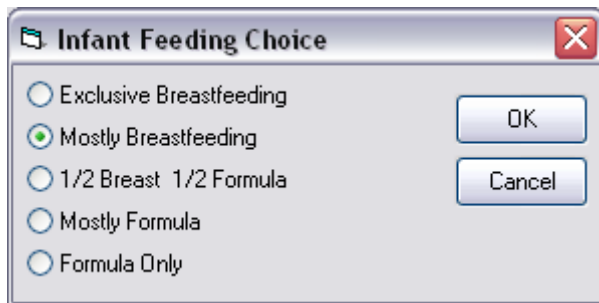 Infant Feeding Choice
Exclusive Breastfeeding
Mostly Breastfeeding
1/2 Breast 1/2 Formula
Mostly Formula
Formula Only
OK
Cancel